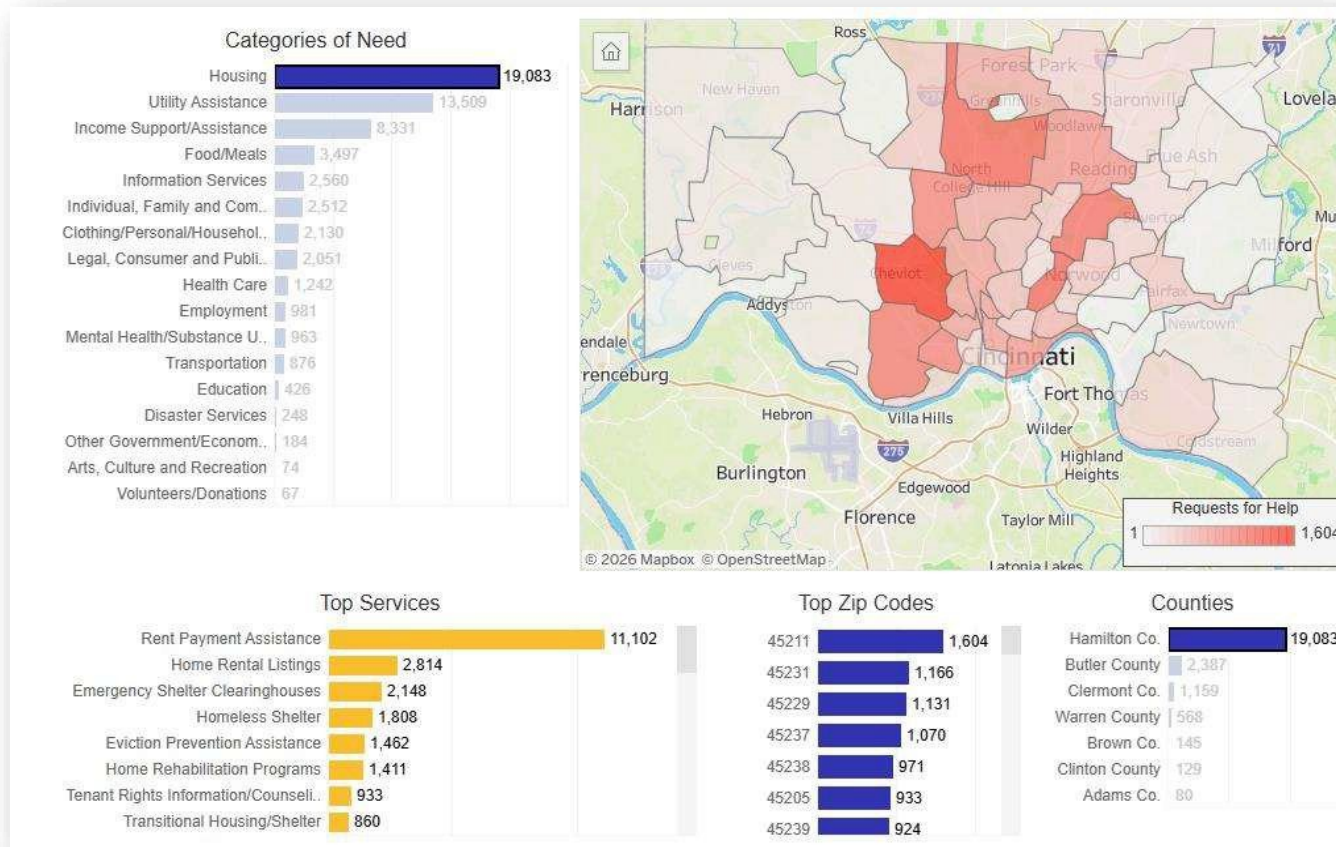 Categories of Need
Housing 19,083
Utility Assistance 13,509
Income Support/Assistance 8,331
Food/Meals 3,497
Information Services 2,560
Individual, Family and Com.. 2,512
Clothing/Personal/Househol.. 2,130
Legal, Consumer and Publi.. 2,051
Health Care 1,242
Employment 981
Mental Health/Substance U.. 963
Transportation 876
Education 426
Disaster Services 248
Other Government/Econom.. 184
Arts, Culture and Recreation 74
Volunteers/Donations 67
Ross
71
Forest Park
New Haven
Harrison
Greenhills
Sharonville
Lovela
Woodlawn
North
College Hill
Reading
Blue Ash
Silverton
Mu
Milford
Cheviot
Norwood
Cleves
Fairfax
Addyston
Newtown
endale
Cincinnati
renceburg
Fort Thomas
Hebron
Villa Hills
Wilder
Coldstream
275
Highland
Heights
Burlington
Edgewood
Florence
Taylor Mill
Latonia Lakes
Requests for Help
1 1,604
© 2026 Mapbox © OpenStreetMap
Top Services
Rent Payment Assistance 11,102
Home Rental Listings 2,814
Emergency Shelter Clearinghouses 2,148
Homeless Shelter 1,808
Eviction Prevention Assistance 1,462
Home Rehabilitation Programs 1,411
Tenant Rights Information/Counseli.. 933
Transitional Housing/Shelter 860
Top Zip Codes
45211 1,604
45231 1,166
45229 1,131
45237 1,070
45238 971
45205 933
45239 924
Counties
Hamilton Co. 19,083
Butler County 2,387
Clermont Co. 1,159
Warren County 568
Brown Co. 145
Clinton County 129
Adams Co. 80